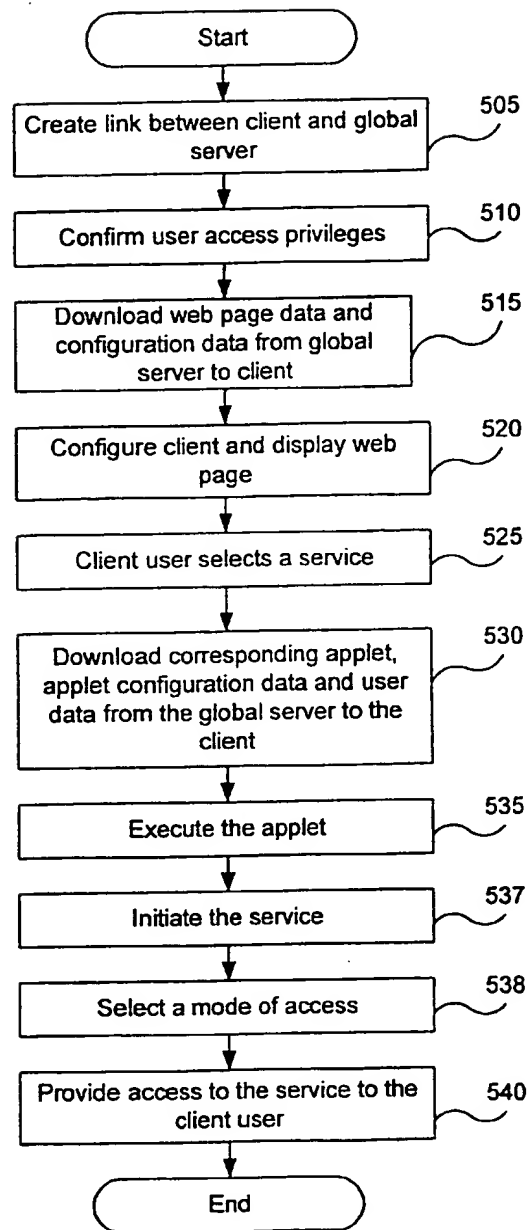 Start
Create link between client and global
server
505
Confirm user access privileges
510
Download web page data and
configuration data from global
server to client
515
Configure client and display web
page
520
Client user selects a service
525
Download corresponding applet,
applet configuration data and user
data from the global server to the
client
530
Execute the applet
535
Initiate the service
537
Select a mode of access
538
Provide access to the service to the
client user
540
End